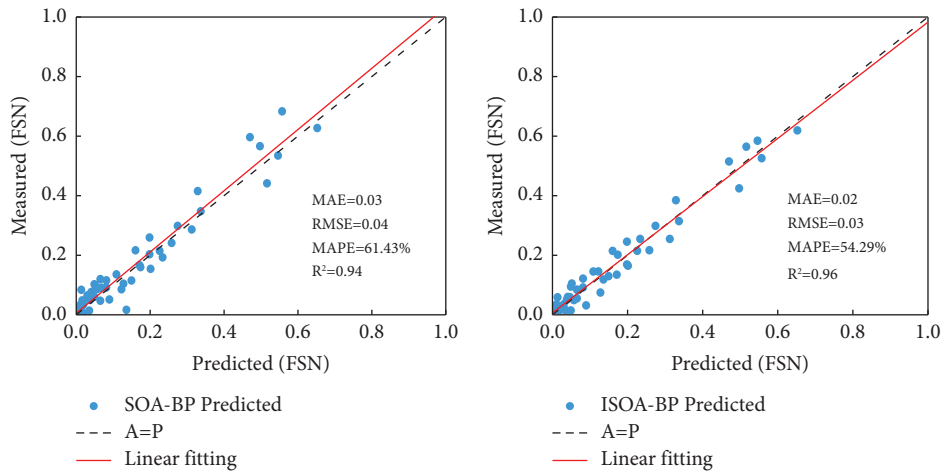 1.0
0.8
0.6
0.4
0.2
0.0
Measured (FSN)
MAE=0.03
RMSE=0.04
MAPE=61.43%
R²=0.94
0.0 0.2 0.4 0.6 0.8 1.0
Predicted (FSN)
SOA-BP Predicted
A=P
Linear fitting
1.0
0.8
0.6
0.4
0.2
0.0
Measured (FSN)
MAE=0.02
RMSE=0.03
MAPE=54.29%
R²=0.96
0.0 0.2 0.4 0.6 0.8 1.0
Predicted (FSN)
ISOA-BP Predicted
A=P
Linear fitting